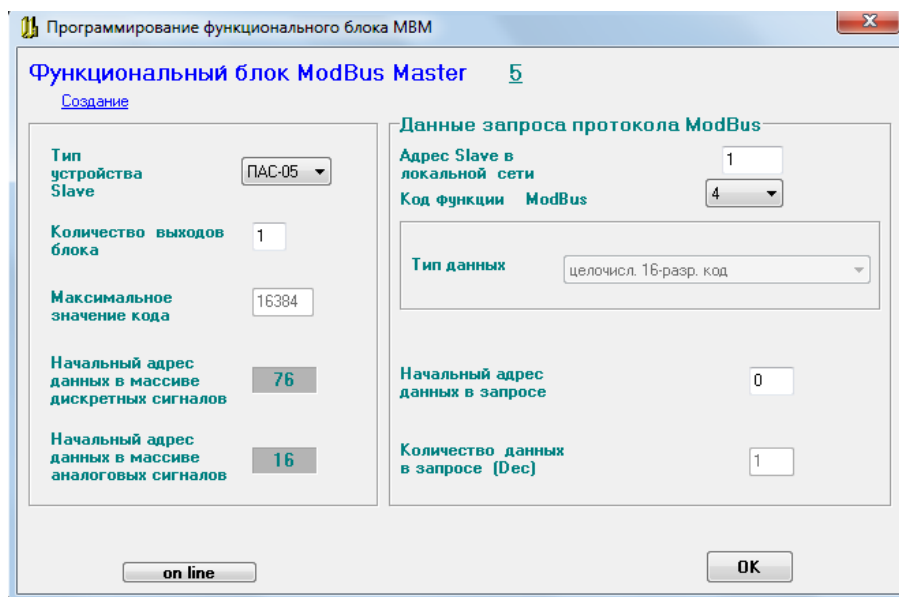 Программирование функционального блока МВМ
x
Функциональный блок ModBus Master 5
Создание
Тип
устройства
Slave
ПАС-05
Количество выходов
блока
1
Максимальное
значение кода
16384
Начальный адрес
данных в массиве
дискретных сигналов
76
Начальный адрес
данных в массиве
аналоговых сигналов
16
Данные запроса протокола ModBus
Адрес Slave в
локальной сети
1
Код функции ModBus
4
Тип данных
целочисл. 16-разр. код
Начальный адрес
данных в запросе
0
Количество данных
в запросе (Dec)
1
on line
OK